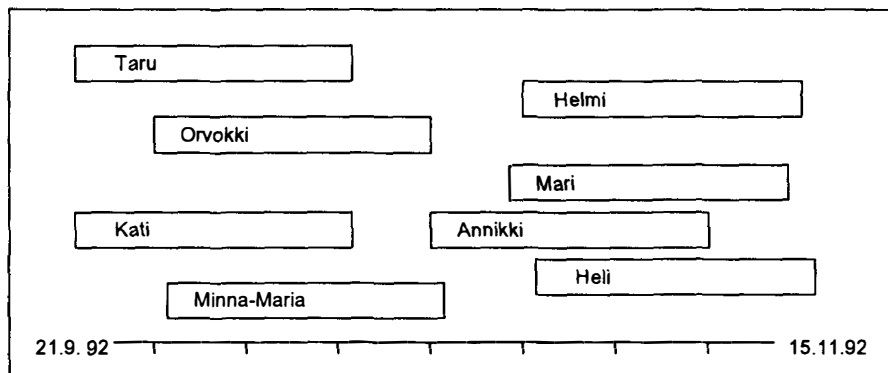 Taru
Helmi
Orvokki
Mari
Kati
Annikki
Heli
Minna-Maria
21.9. 92
15.11.92